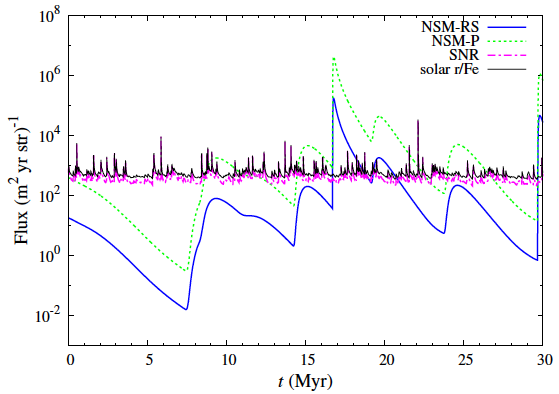 10^8
10^6
10^4
10^2
10^0
10^-2
Flux (m^2 yr str)^-1
NSM-RS
NSM-P
SNR
solar r/Fe
0 5 10 15 20 25 30
t (Myr)